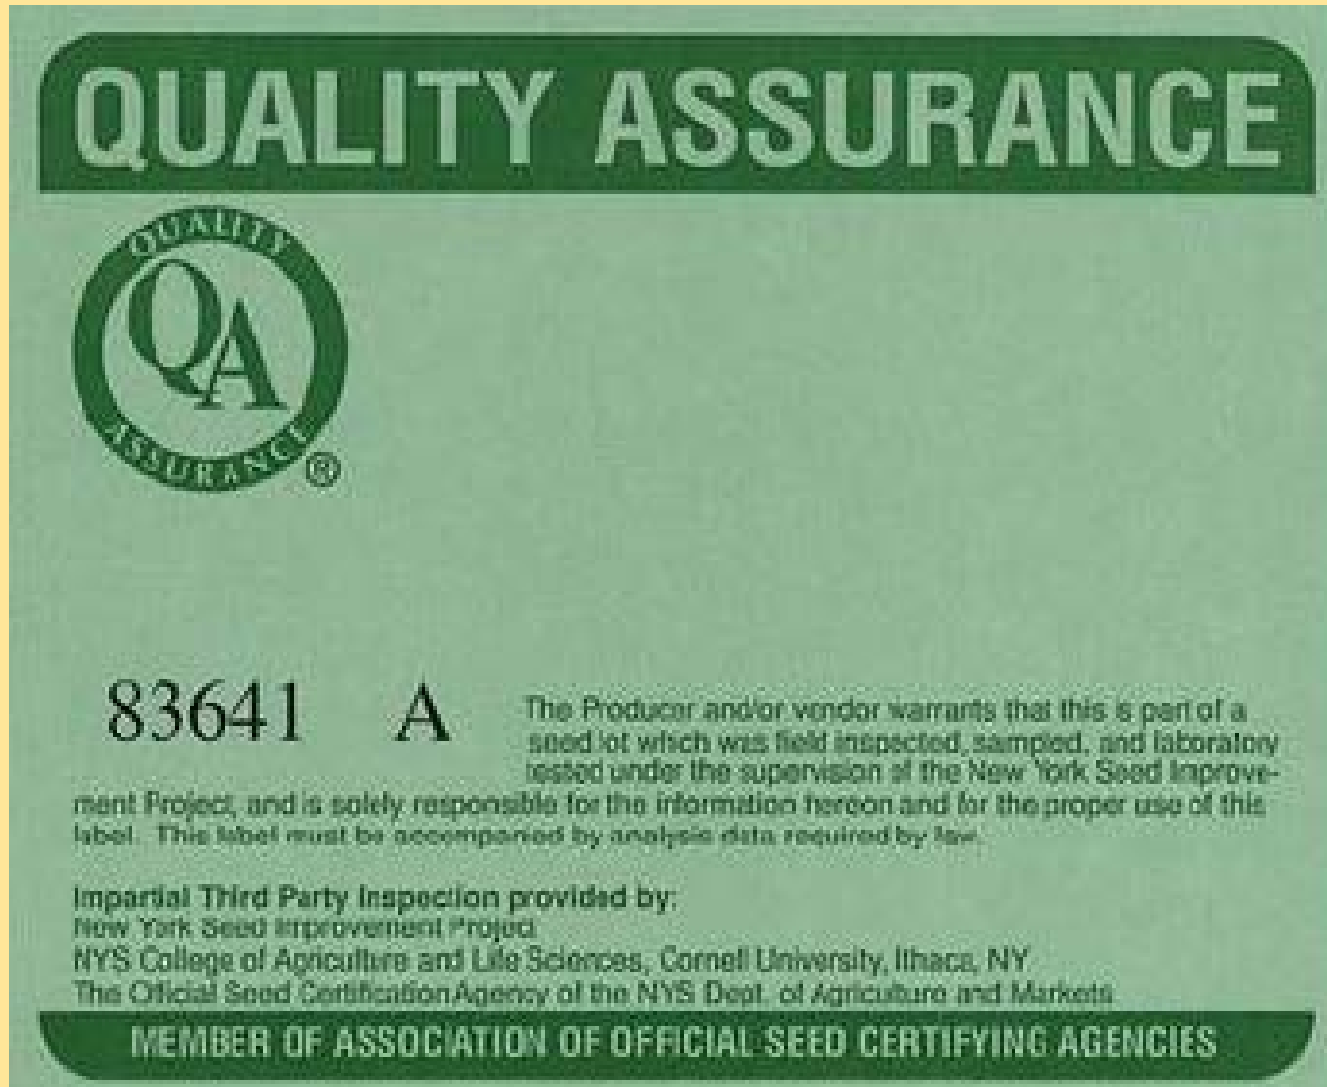 QUALITY ASSURANCE
QUALITY
QA
ASSURANCE
®
83641 A
The Producer and/or vendor warrants that this is part of a
seed lot which was field inspected, sampled, and laboratory
tested under the supervision of the New York Seed Improve-
ment Project, and is solely responsible for the information hereon and for the proper use of this
label. This label must be accompanied by analysis data required by law.
Impartial Third Party Inspection provided by:
New York Seed Improvement Project
NYS College of Agriculture and Life Sciences, Cornell University, Ithaca, NY
The Official Seed Certification Agency of the NYS Dept. of Agriculture and Markets
MEMBER OF ASSOCIATION OF OFFICIAL SEED CERTIFYING AGENCIES